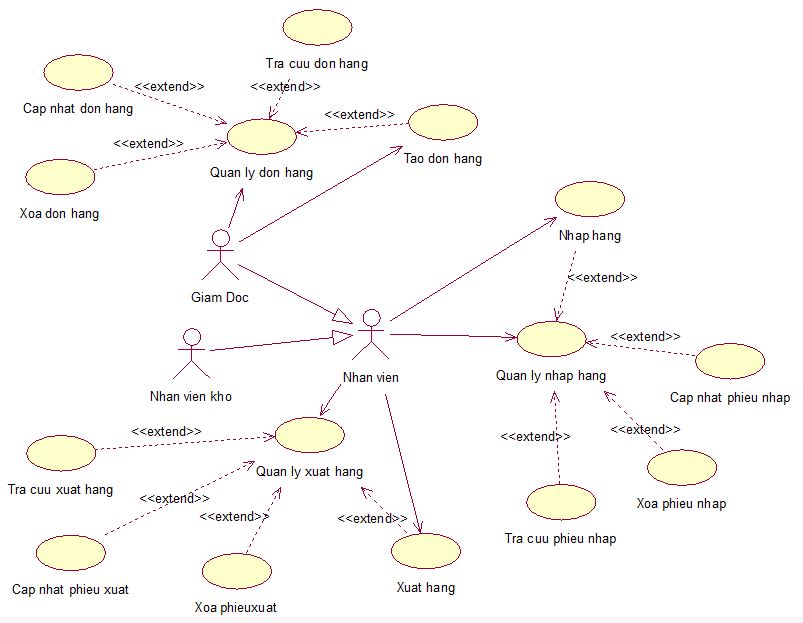 Tra cuu don hang
<<extend>>
<<extend>>
Cap nhat don hang
<<extend>>
<<extend>>
Tao don hang
Quan ly don hang
Xoa don hang
Nhap hang
<<extend>>
Giam Doc
<<extend>>
Nhan vien
Quan ly nhap hang
Nhan vien kho
Cap nhat phieu nhap
<<extend>>
<<extend>>
<<extend>>
Quan ly xuat hang
Tra cuu xuat hang
<<extend>>
Xoa phieu nhap
<<extend>>
<<extend>>
Tra cuu phieu nhap
Cap nhat phieu xuat
Xuat hang
Xoa phieuxuat